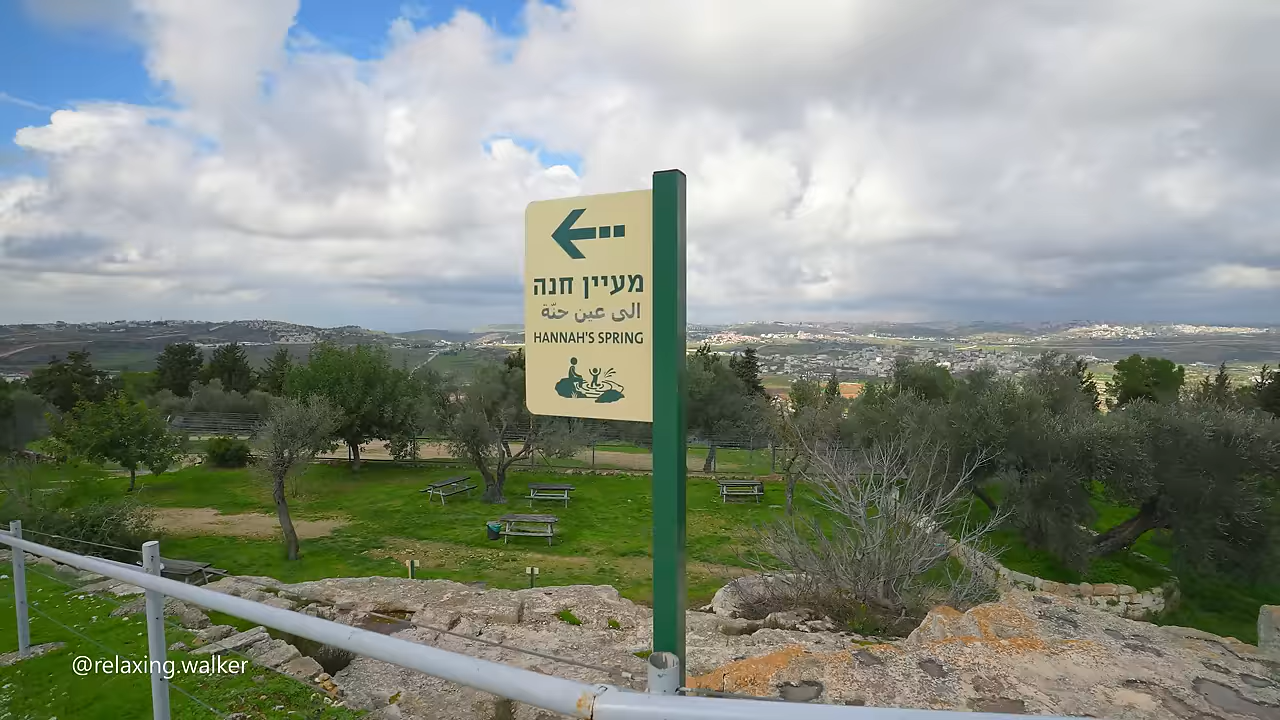 מעיין חנה
الى عين حنّة
HANNAH'S SPRING
@relaxing.walker